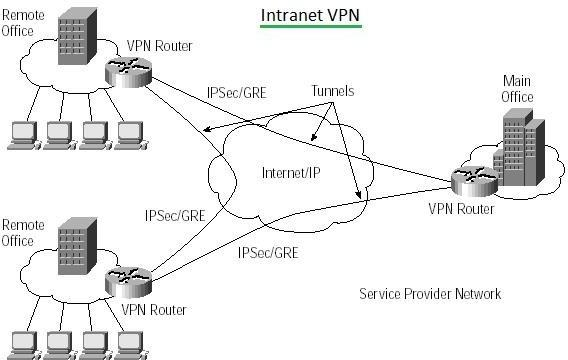 Intranet VPN
Remote
Office
VPN Router
IPSec/GRE
Tunnels
Main
Office
Internet/IP
VPN Router
IPSec/GRE
Remote
Office
IPSec/GRE
VPN Router
Service Provider Network